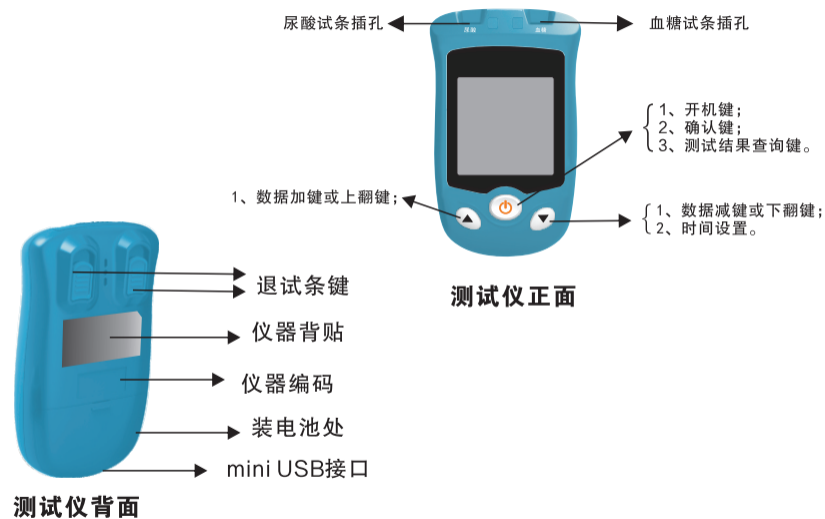 尿酸试条插孔
血糖试条插孔
尿酸
血糖
1、开机键；
2、确认键；
3、测试结果查询键。
1、数据加键或上翻键；
1、数据减键或下翻键；
2、时间设置。
测试仪正面
退试条键
仪器背贴
仪器编码
装电池处
mini USB接口
测试仪背面